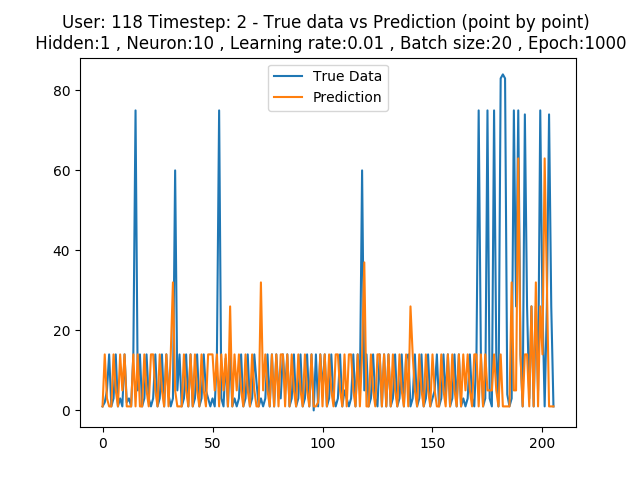 User: 118 Timestep: 2 - True data vs Prediction (point by point)
Hidden:1 , Neuron:10 , Learning rate:0.01 , Batch size:20 , Epoch:1000
True Data
Prediction
80
60
40
20
0
0 50 100 150 200